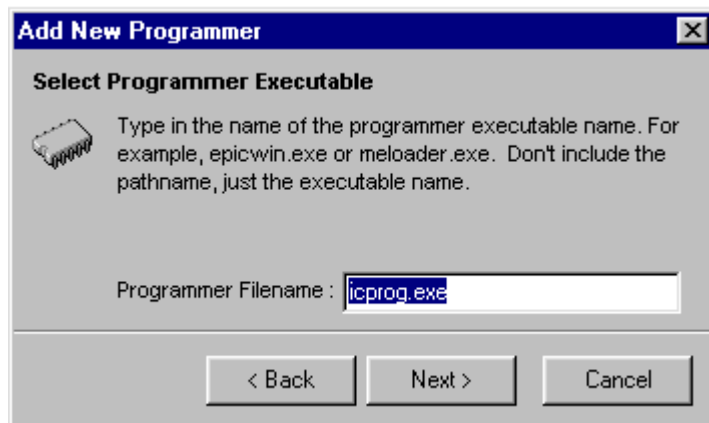 Add New Programmer
Select Programmer Executable
Type in the name of the programmer executable name. For
example, epicwin.exe or meloader.exe. Don't include the
pathname, just the executable name.
Programmer Filename : icprog.exe
< Back Next > Cancel